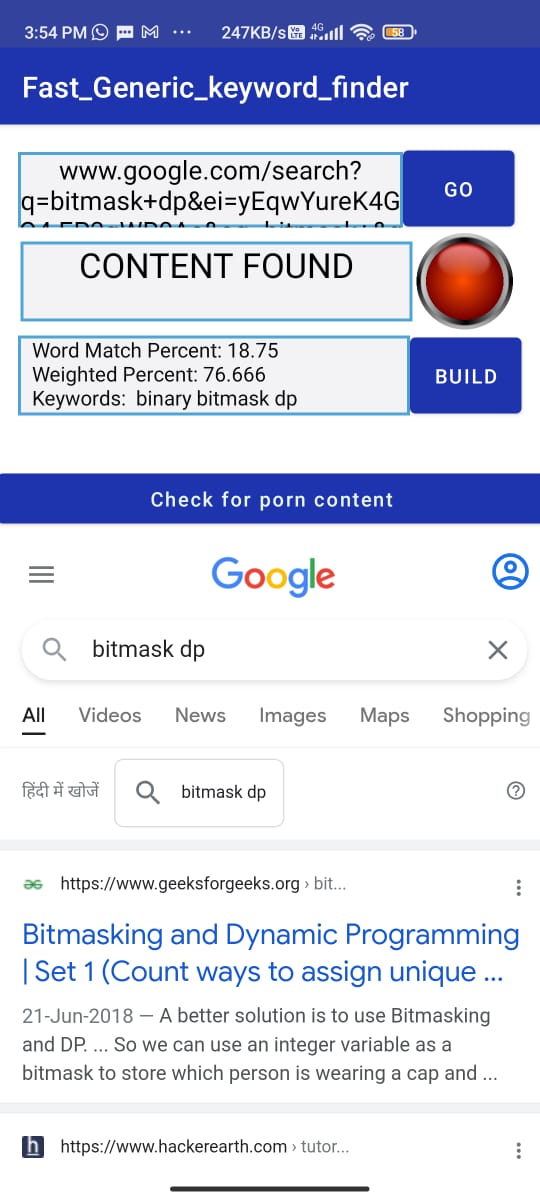 3:54 PM ... 247KB/s Vo LTE 4G 58
Fast_Generic_keyword_finder
www.google.com/search?
q=bitmask+dp&ei=yEqwYureK4G
GO
CONTENT FOUND
Word Match Percent: 18.75
Weighted Percent: 76.666
Keywords:  binary bitmask dp
BUILD
Check for porn content
Google
bitmask dp
All Videos News Images Maps Shopping
हिंदी में खोजें bitmask dp
https://www.geeksforgeeks.org › bit...
Bitmasking and Dynamic Programming
| Set 1 (Count ways to assign unique ...
21-Jun-2018 — A better solution is to use Bitmasking
and DP. ... So we can use an integer variable as a
bitmask to store which person is wearing a cap and ...
h https://www.hackerearth.com › tutor...